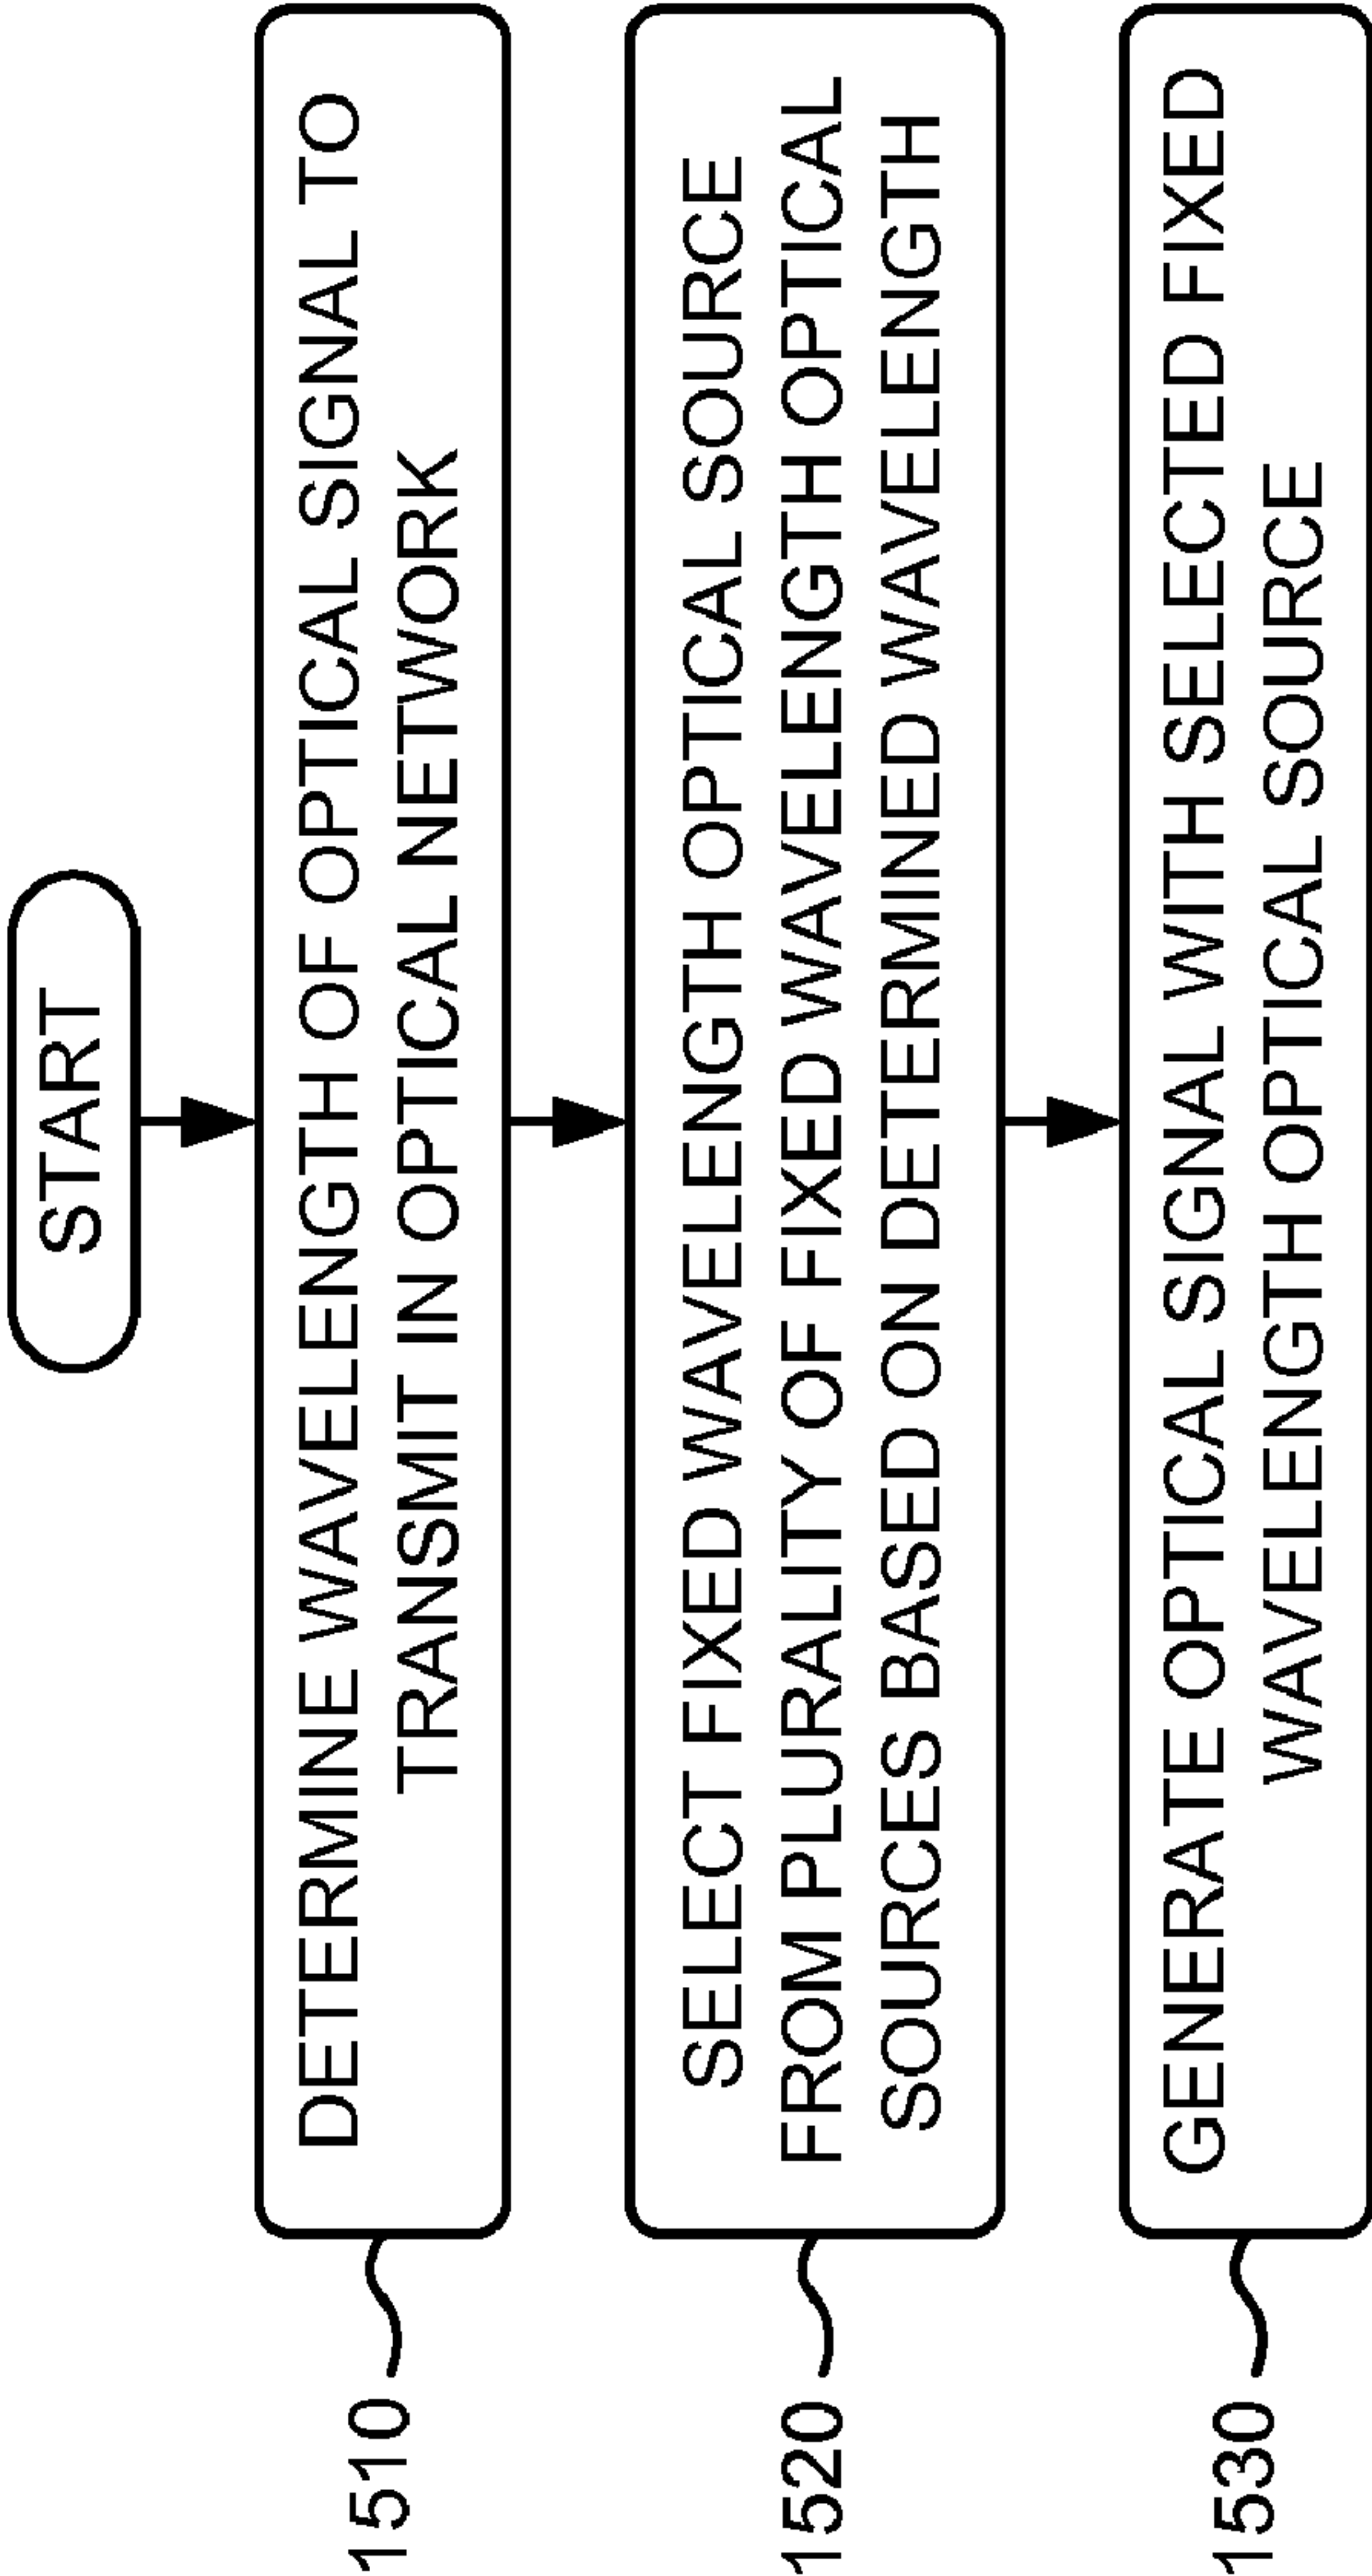 START
1510
DETERMINE WAVELENGTH OF OPTICAL SIGNAL TO
TRANSMIT IN OPTICAL NETWORK
1520
SELECT FIXED WAVELENGTH OPTICAL SOURCE
FROM PLURALITY OF FIXED WAVELENGTH OPTICAL
SOURCES BASED ON DETERMINED WAVELENGTH
1530
GENERATE OPTICAL SIGNAL WITH SELECTED FIXED
WAVELENGTH OPTICAL SOURCE